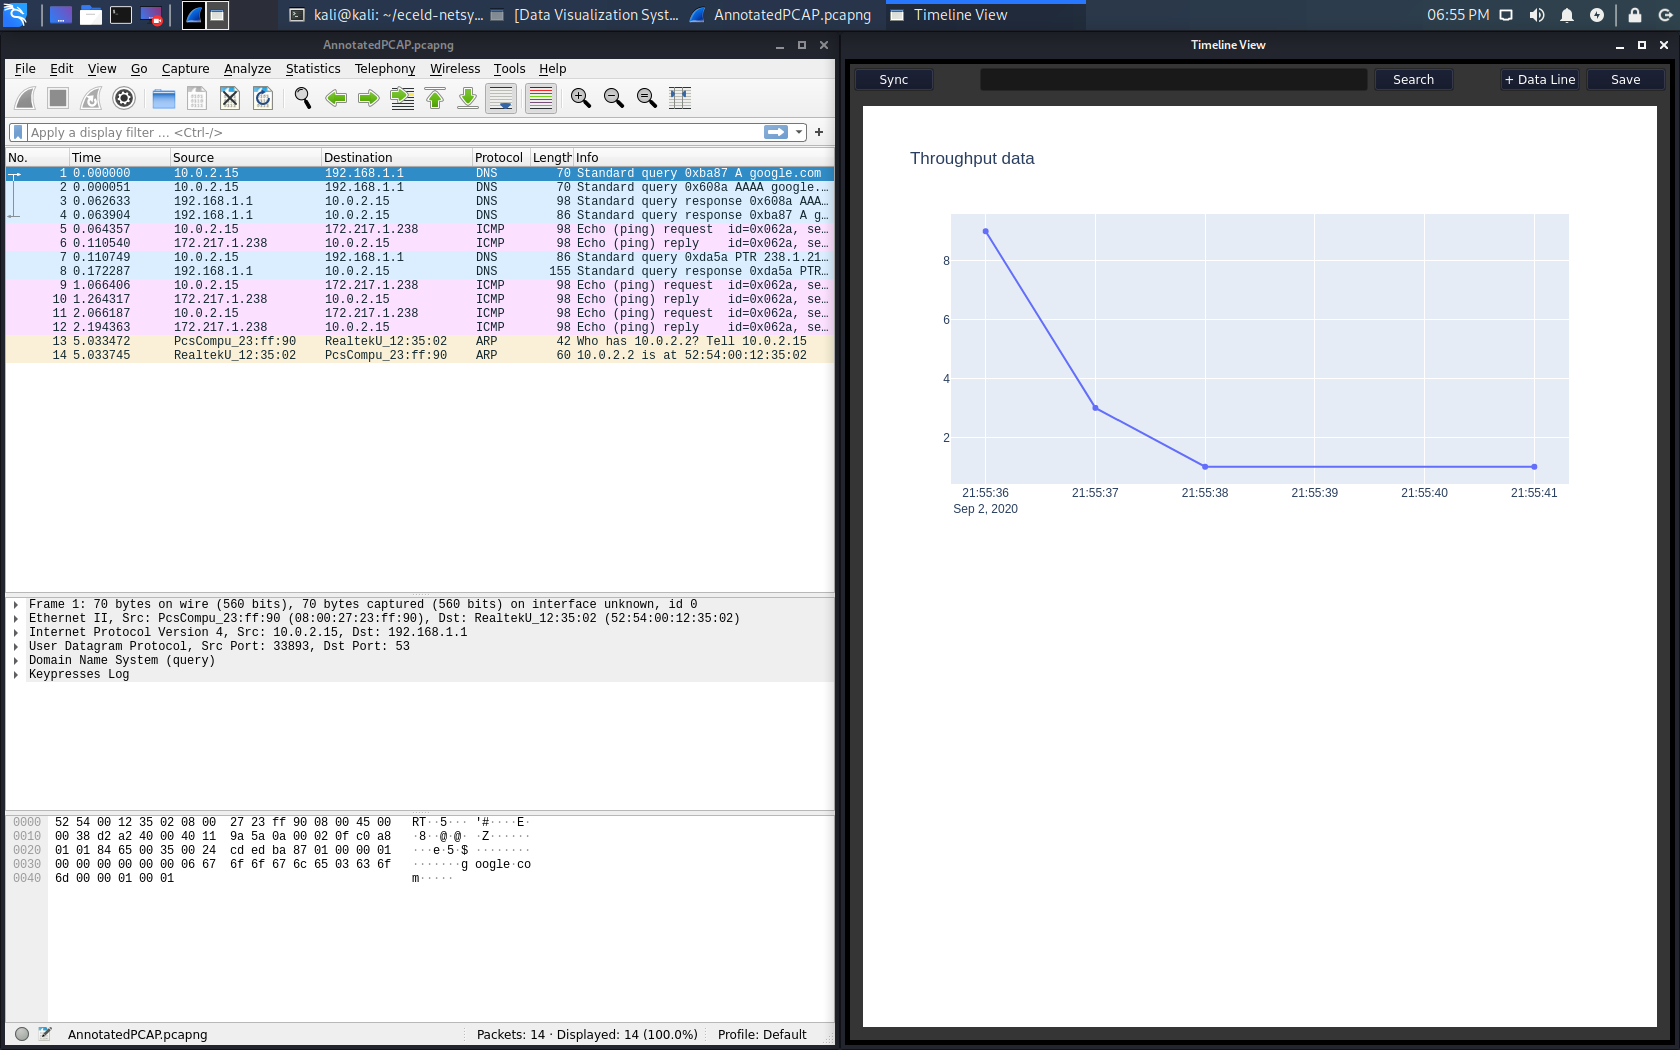 kali@kali: ~/eceld-netsy... [Data Visualization Syst... AnnotatedPCAP.pcapng Timeline View 06:55 PM
AnnotatedPCAP.pcapng
File Edit View Go Capture Analyze Statistics Telephony Wireless Tools Help
Apply a display filter ... <Ctrl-/>
No. Time Source Destination Protocol Length Info
1 0.000000 10.0.2.15 192.168.1.1 DNS 70 Standard query 0xba87 A google.com
2 0.000051 10.0.2.15 192.168.1.1 DNS 70 Standard query 0x608a AAAA google....
3 0.062633 192.168.1.1 10.0.2.15 DNS 98 Standard query response 0x608a AAA...
4 0.063904 192.168.1.1 10.0.2.15 DNS 86 Standard query response 0xba87 A g...
5 0.064357 10.0.2.15 172.217.1.238 ICMP 98 Echo (ping) request id=0x062a, se...
6 0.110540 172.217.1.238 10.0.2.15 ICMP 98 Echo (ping) reply id=0x062a, se...
7 0.110749 10.0.2.15 192.168.1.1 DNS 86 Standard query 0xda5a PTR 238.1.21...
8 0.172287 192.168.1.1 10.0.2.15 DNS 155 Standard query response 0xda5a PTR...
9 1.066406 10.0.2.15 172.217.1.238 ICMP 98 Echo (ping) request id=0x062a, se...
10 1.264317 172.217.1.238 10.0.2.15 ICMP 98 Echo (ping) reply id=0x062a, se...
11 2.066187 10.0.2.15 172.217.1.238 ICMP 98 Echo (ping) request id=0x062a, se...
12 2.194363 172.217.1.238 10.0.2.15 ICMP 98 Echo (ping) reply id=0x062a, se...
13 5.033472 PcsCompu_23:ff:90 RealtekU_12:35:02 ARP 42 Who has 10.0.2.2? Tell 10.0.2.15
14 5.033745 RealtekU_12:35:02 PcsCompu_23:ff:90 ARP 60 10.0.2.2 is at 52:54:00:12:35:02
Frame 1: 70 bytes on wire (560 bits), 70 bytes captured (560 bits) on interface unknown, id 0
Ethernet II, Src: PcsCompu_23:ff:90 (08:00:27:23:ff:90), Dst: RealtekU_12:35:02 (52:54:00:12:35:02)
Internet Protocol Version 4, Src: 10.0.2.15, Dst: 192.168.1.1
User Datagram Protocol, Src Port: 33893, Dst Port: 53
Domain Name System (query)
Keypresses Log
0000 52 54 00 12 35 02 08 00 27 23 ff 90 08 00 45 00 RT··5··· '#····E·
0010 00 38 d2 a2 40 00 40 11 9a 5a 0a 00 02 0f c0 a8 ·8··@·@· ·Z······
0020 01 01 84 65 00 35 00 24 cd ed ba 87 01 00 00 01 ···e·5·$ ········
0030 00 00 00 00 00 00 06 67 6f 6f 67 6c 65 03 63 6f ·······g oogle·co
0040 6d 00 00 01 00 01 m·····
AnnotatedPCAP.pcapng Packets: 14 · Displayed: 14 (100.0%) Profile: Default
Timeline View
Sync Search + Data Line Save
Throughput data
8
6
4
2
21:55:36 21:55:37 21:55:38 21:55:39 21:55:40 21:55:41
Sep 2, 2020